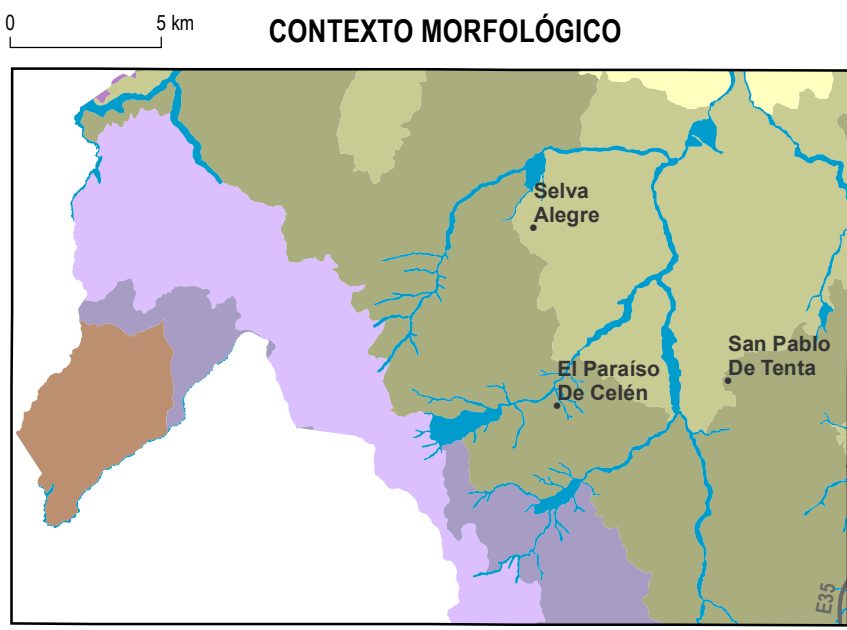 0 5 km
CONTEXTO MORFOLÓGICO
Selva
Alegre
San Pablo
De Tenta
El Paraíso
De Celén
E35